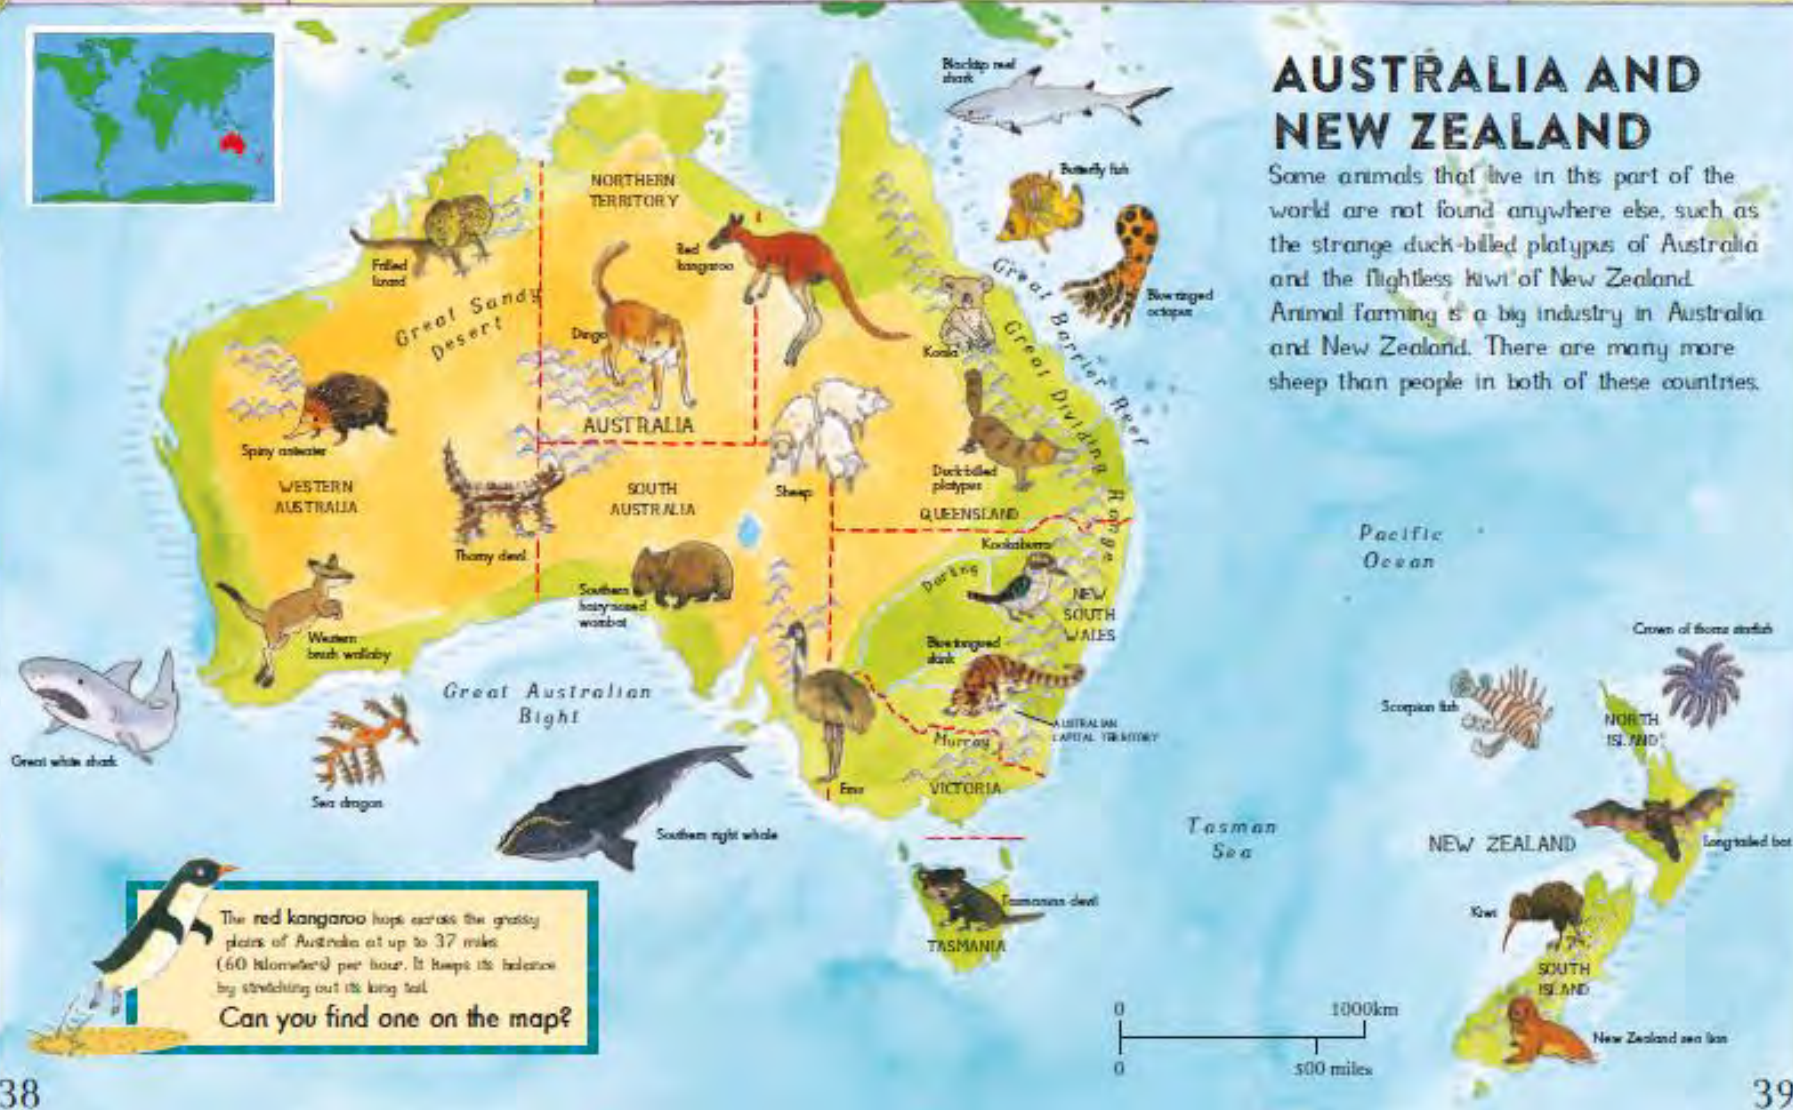 AUSTRALIA AND
NEW ZEALAND
Some animals that live in this part of the
world are not found anywhere else, such as
the strange duck-billed platypus of Australia
and the flightless kiwi of New Zealand.
Animal farming is a big industry in Australia
and New Zealand. There are many more
sheep than people in both of these countries.
Blacktip reef
shark
Butterfly fish
Blue-ringed
octopus
NORTHERN
TERRITORY
Red
kangaroo
Frilled
lizard
Great Sandy
Desert
Dingo
Koala
Great Barrier Reef
Great Dividing Range
AUSTRALIA
Spiny anteater
WESTERN
AUSTRALIA
SOUTH
AUSTRALIA
Sheep
Duck-billed
platypus
QUEENSLAND
Thorny devil
Kookaburra
Darling
NEW
SOUTH
WALES
Southern
hairy-nosed
wombat
Western
brush wallaby
Blue-tongued
skink
Great Australian
Bight
AUSTRALIAN
CAPITAL TERRITORY
Murray
VICTORIA
Emu
Great white shark
Sea dragon
Southern right whale
Tasmanian devil
TASMANIA
Pacific
Ocean
Tasman
Sea
Crown of thorns starfish
Scorpion fish
NORTH
ISLAND
NEW ZEALAND
Long-tailed bat
Kiwi
SOUTH
ISLAND
New Zealand sea lion
The red kangaroo hops across the grassy
plains of Australia at up to 37 miles
(60 kilometers) per hour. It keeps its balance
by stretching out its long tail.
Can you find one on the map?
0 1000km
0 500 miles
38
39